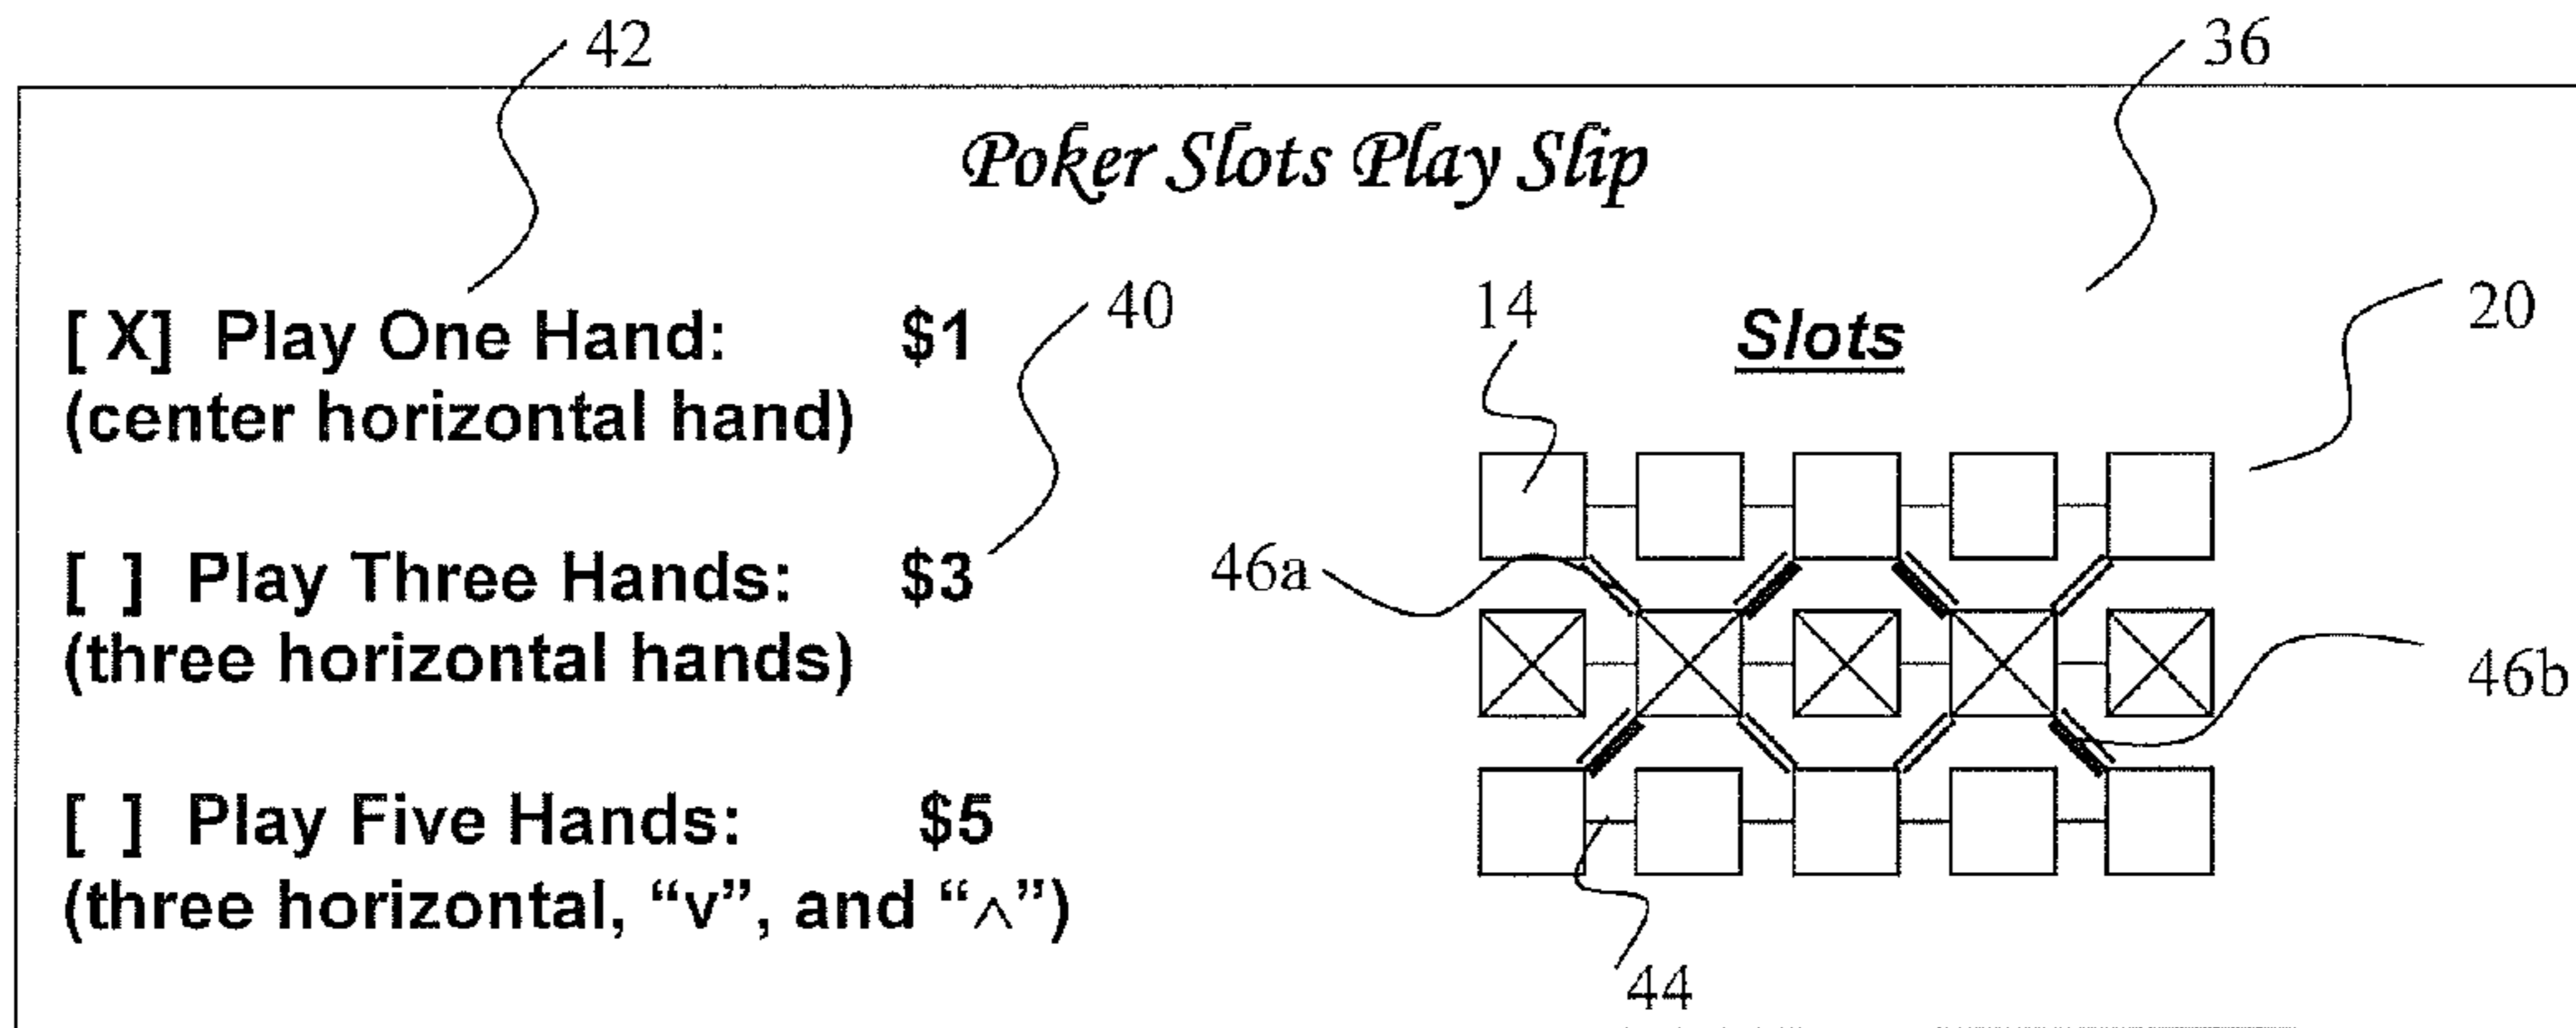 42
36
Poker Slots Play Slip
[ X] Play One Hand: $1
(center horizontal hand)
40
14
Slots
20
[ ] Play Three Hands: $3
(three horizontal hands)
46a
46b
[ ] Play Five Hands: $5
(three horizontal, “v”, and “^”)
44